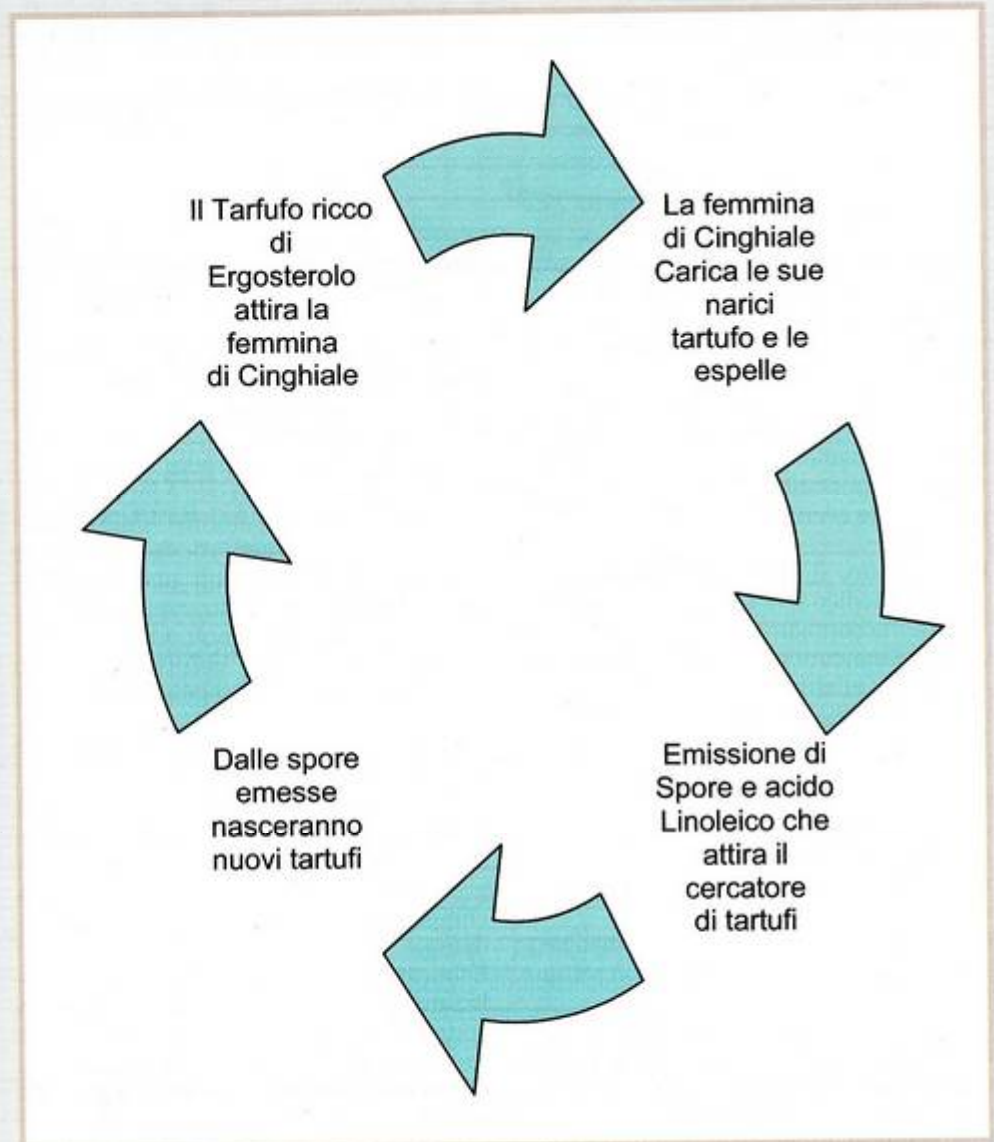 Il Tarfufo ricco
di
Ergosterolo
attira la
femmina
di Cinghiale
La femmina
di Cinghiale
Carica le sue
narici
tartufo e le
espelle
Emissione di
Spore e acido
Linoleico che
attira il
cercatore
di tartufi
Dalle spore
emesse
nasceranno
nuovi tartufi